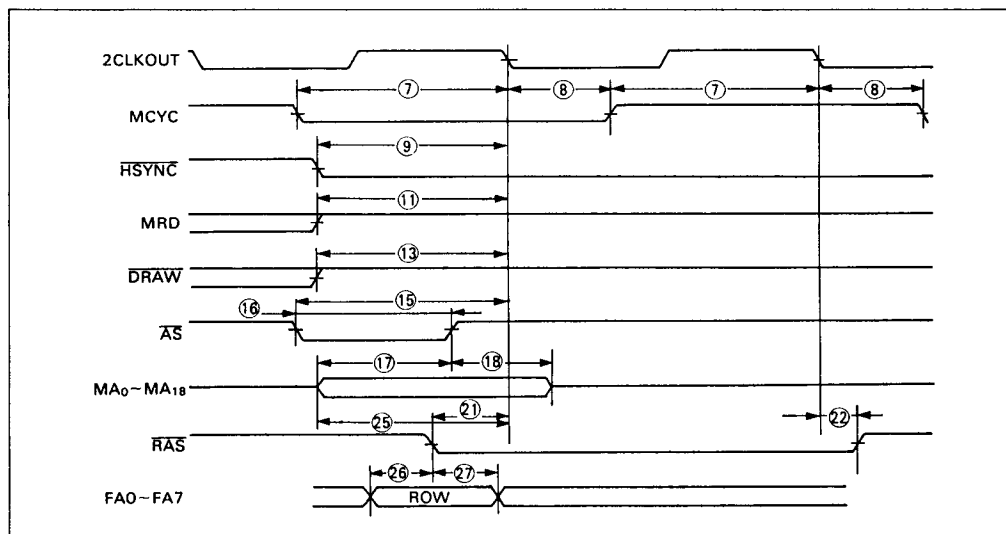 2CLKOUT
⑦ ⑧ ⑦ ⑧
MCYC
⑨
HSYNC
⑪
MRD
⑬
DRAW
⑯ ⑮
AS
⑰ ⑱
MA₀~MA₁₈
㉑
㉕ ㉒
RAS
㉖ ㉗
FA0~FA7 ROW